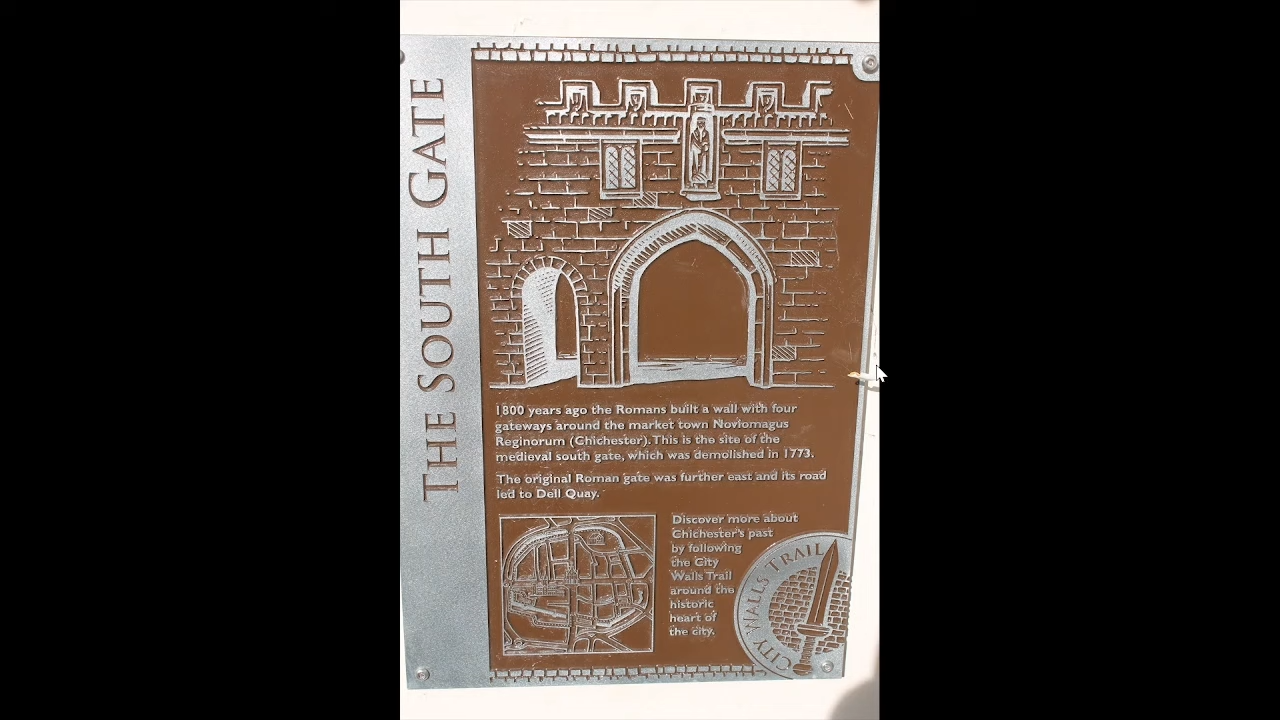 THE SOUTH GATE
1800 years ago the Romans built a wall with four
gateways around the market town Noviomagus
Reginorum (Chichester). This is the site of the
medieval south gate, which was demolished in 1773.
The original Roman gate was further east and its road
led to Dell Quay.
Discover more about
Chichester's past
by following
the City
Walls Trail
around the
historic
heart of
the city.
CITY WALLS TRAIL